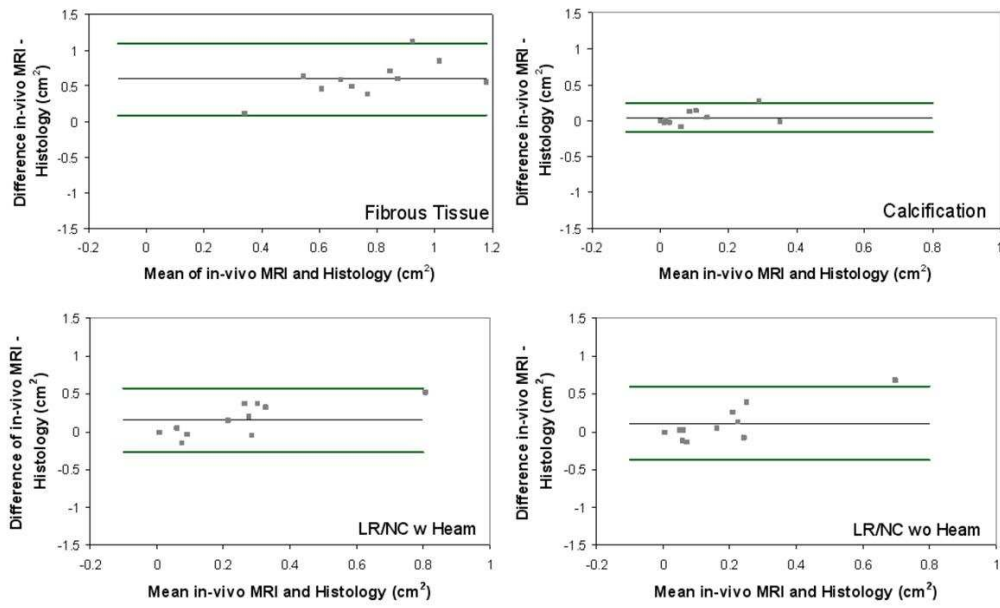 Difference in-vivo MRI -
Histology (cm²)
1.5
1
0.5
0
-0.5
-1
-1.5
Fibrous Tissue
-0.2 0 0.2 0.4 0.6 0.8 1 1.2
Mean of in-vivo MRI and Histology (cm²)
Difference in-vivo MRI -
Histology (cm²)
1.5
1
0.5
0
-0.5
-1
-1.5
Calcification
-0.2 0 0.2 0.4 0.6 0.8 1
Mean in-vivo MRI and Histology (cm²)
Difference of in-vivo MRI -
Histology (cm²)
1.5
1
0.5
0
-0.5
-1
-1.5
LR/NC w Heam
-0.2 0 0.2 0.4 0.6 0.8 1
Mean in-vivo MRI and Histology (cm²)
Difference in-vivo MRI -
Histology (cm²)
1.5
1
0.5
0
-0.5
-1
-1.5
LR/NC wo Heam
-0.2 0 0.2 0.4 0.6 0.8 1
Mean in-vivo MRI and Histology (cm²)